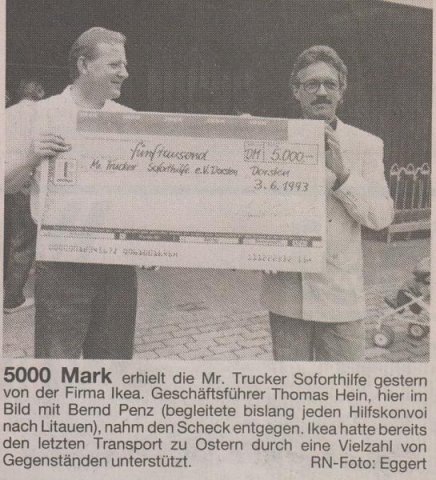 fünftausend DM 5.000.--
Mr. Trucker Soforthilfe e.V. Dorsten Dorsten
3.6.1993
5000 Mark erhielt die Mr. Trucker Soforthilfe gestern
von der Firma Ikea. Geschäftsführer Thomas Hein, hier im
Bild mit Bernd Penz (begleitete bislang jeden Hilfskonvoi
nach Litauen), nahm den Scheck entgegen. Ikea hatte bereits
den letzten Transport zu Ostern durch eine Vielzahl von
Gegenständen unterstützt. RN-Foto: Eggert